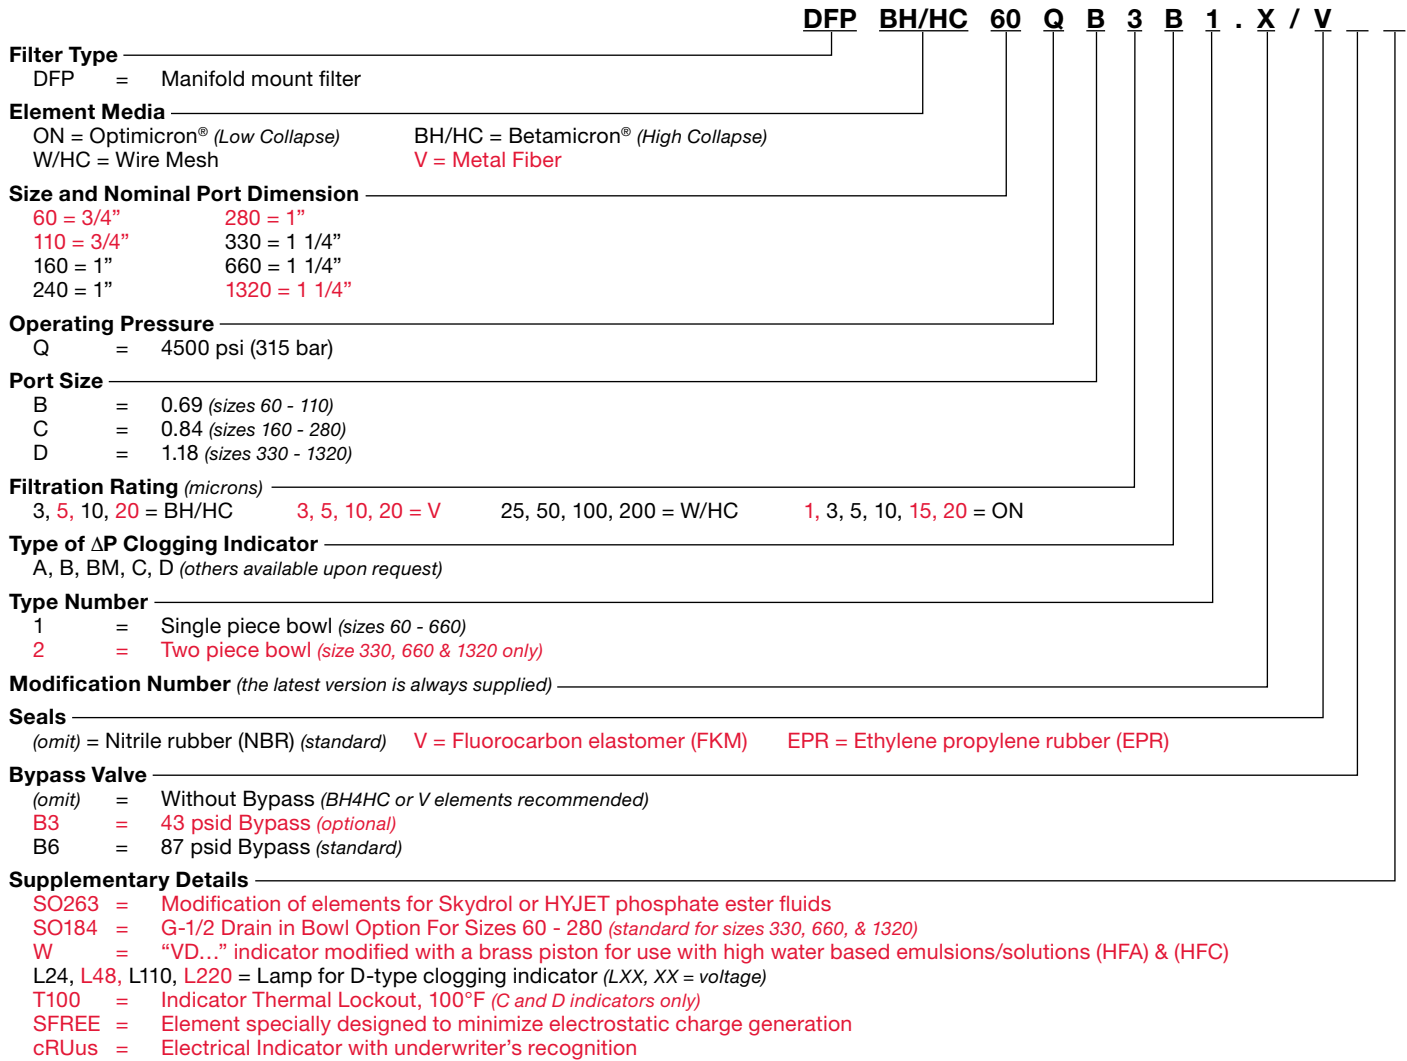 DFP BH/HC 60 Q B 3 B 1 . X / V
Filter Type
DFP = Manifold mount filter
Element Media
ON = Optimicron® (Low Collapse) BH/HC = Betamicron® (High Collapse)
W/HC = Wire Mesh V = Metal Fiber
Size and Nominal Port Dimension
60 = 3/4” 280 = 1”
110 = 3/4” 330 = 1 1/4”
160 = 1” 660 = 1 1/4”
240 = 1” 1320 = 1 1/4”
Operating Pressure
Q = 4500 psi (315 bar)
Port Size
B = 0.69 (sizes 60 - 110)
C = 0.84 (sizes 160 - 280)
D = 1.18 (sizes 330 - 1320)
Filtration Rating (microns)
3, 5, 10, 20 = BH/HC 3, 5, 10, 20 = V 25, 50, 100, 200 = W/HC 1, 3, 5, 10, 15, 20 = ON
Type of ΔP Clogging Indicator
A, B, BM, C, D (others available upon request)
Type Number
1 = Single piece bowl (sizes 60 - 660)
2 = Two piece bowl (size 330, 660 & 1320 only)
Modification Number (the latest version is always supplied)
Seals
(omit) = Nitrile rubber (NBR) (standard) V = Fluorocarbon elastomer (FKM) EPR = Ethylene propylene rubber (EPR)
Bypass Valve
(omit) = Without Bypass (BH4HC or V elements recommended)
B3 = 43 psid Bypass (optional)
B6 = 87 psid Bypass (standard)
Supplementary Details
SO263 = Modification of elements for Skydrol or HYJET phosphate ester fluids
SO184 = G-1/2 Drain in Bowl Option For Sizes 60 - 280 (standard for sizes 330, 660, & 1320)
W = “VD…” indicator modified with a brass piston for use with high water based emulsions/solutions (HFA) & (HFC)
L24, L48, L110, L220 = Lamp for D-type clogging indicator (LXX, XX = voltage)
T100 = Indicator Thermal Lockout, 100°F (C and D indicators only)
SFREE = Element specially designed to minimize electrostatic charge generation
cRUus = Electrical Indicator with underwriter’s recognition